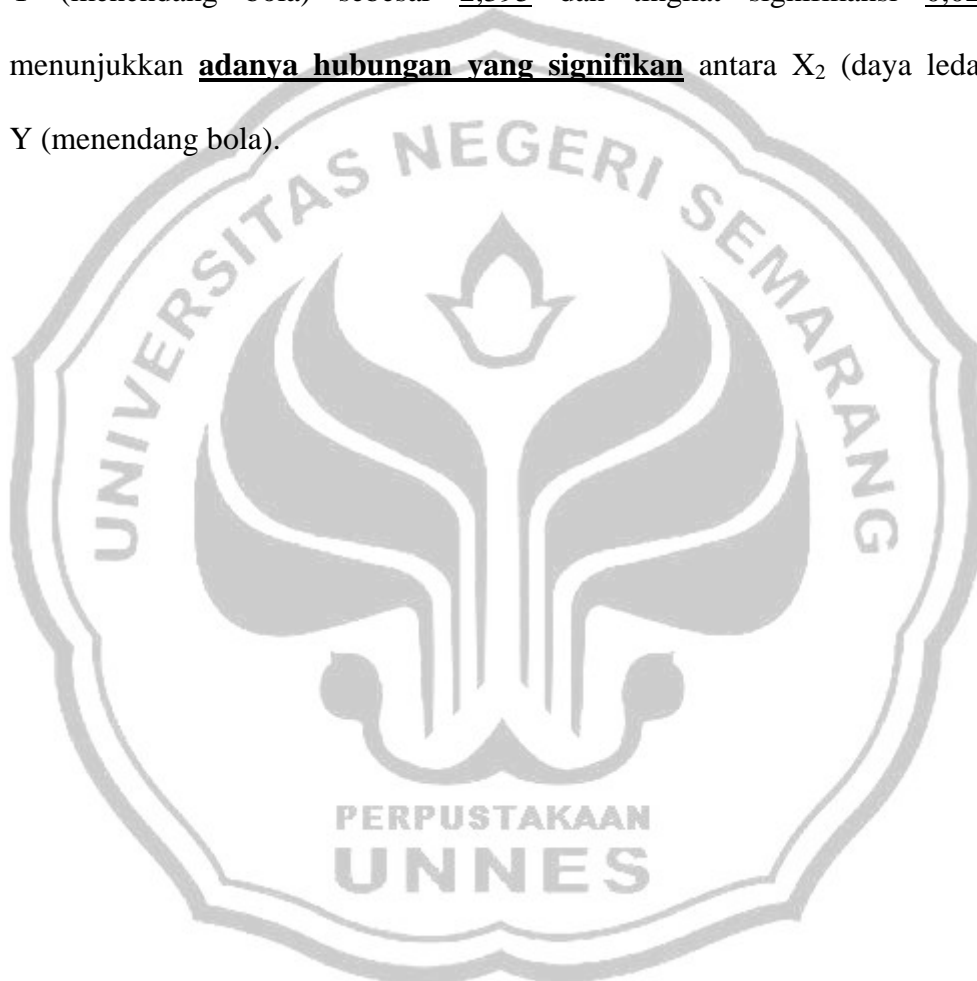 (menendang bola) sebesar dan tingkat
menunjukkan adanya hubungan yang signifikan antara X₂ (daya leda
Y (menendang bola).
UNIVERSITAS NEGERI SEMARANG
PERPUSTAKAAN
UNNES